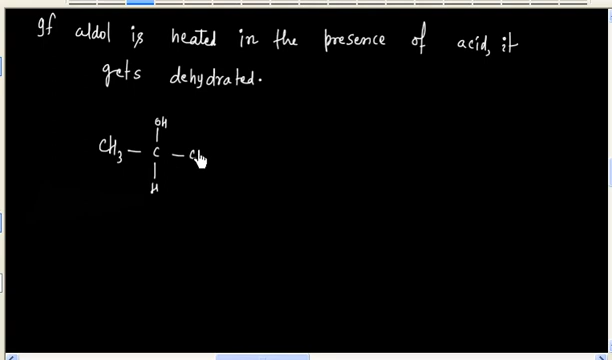 If aldol is heated in the presence of acid, it
gets dehydrated.
OH
CH3 — C — C
H